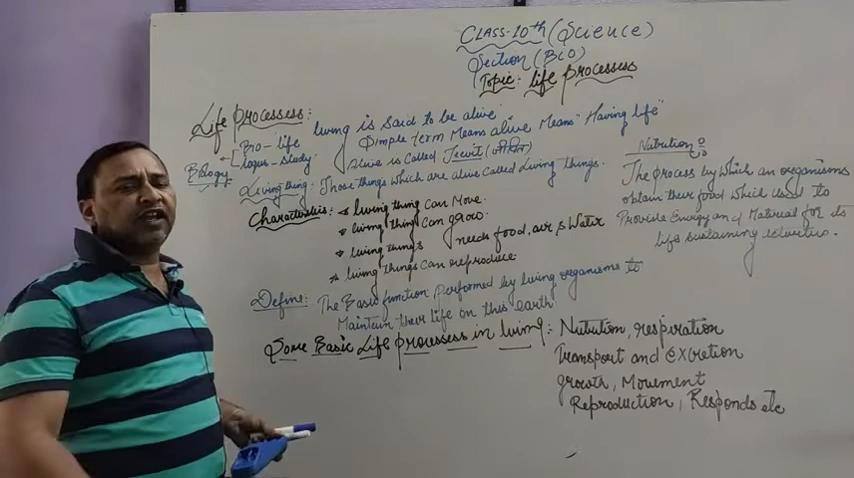 CLASS-10th (Science)
Section (BiO)
Topic: life processess
Life processess: living is said to be alive
Bio - life
logus - study
Biology
Simple term Means alive Means "Having life"
alive is called Jeevit (जीवित)
Living thing: Those things which are alive called Living things.
Characteristics: living thing can Move.
living thing can grow.
living things needs food, air & Water
living things can reproduce.
Define: The Basic function performed by living organisms to
Maintain their life on this earth
Some Basic Life processess in living: Nutrition, respiration
Transport and excretion
growth, Movement
Reproduction, Responds etc
Nutrition:
The process by which an organisms
obtain their food which used to
Provide Energy and Material for its
life sustaining activities.